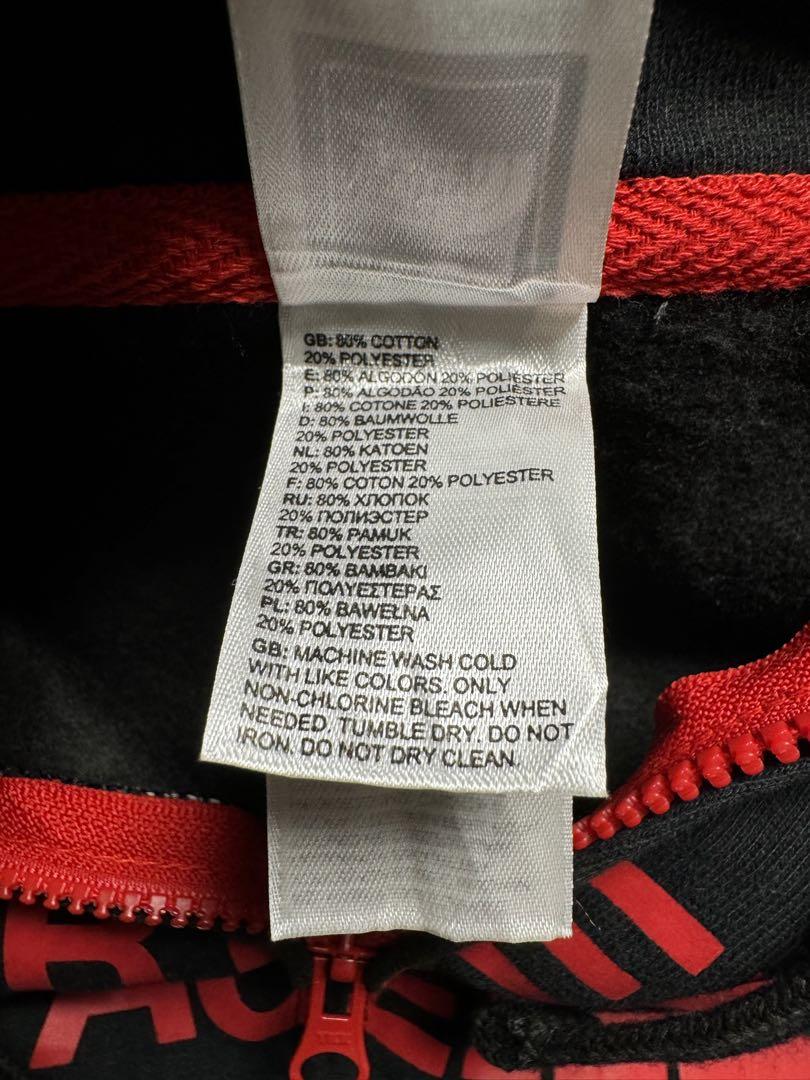 GB: 80% COTTON
20% POLYESTER
E: 80% ALGODÓN 20% POLIÉSTER
P: 80% ALGODÃO 20% POLIÉSTER
I: 80% COTONE 20% POLIESTERE
D: 80% BAUMWOLLE
20% POLYESTER
NL: 80% KATOEN
20% POLYESTER
F: 80% COTON 20% POLYESTER
RU: 80% ХЛОПОК
20% ПОЛИЭСТЕР
TR: 80% PAMUK
20% POLYESTER
GR: 80% ΒΑΜΒΑΚΙ
20% ΠΟΛΥΕΣΤΕΡΑΣ
PL: 80% BAWEŁNA
20% POLYESTER
GB: MACHINE WASH COLD
WITH LIKE COLORS. ONLY
NON-CHLORINE BLEACH WHEN
NEEDED. TUMBLE DRY. DO NOT
IRON. DO NOT DRY CLEAN.